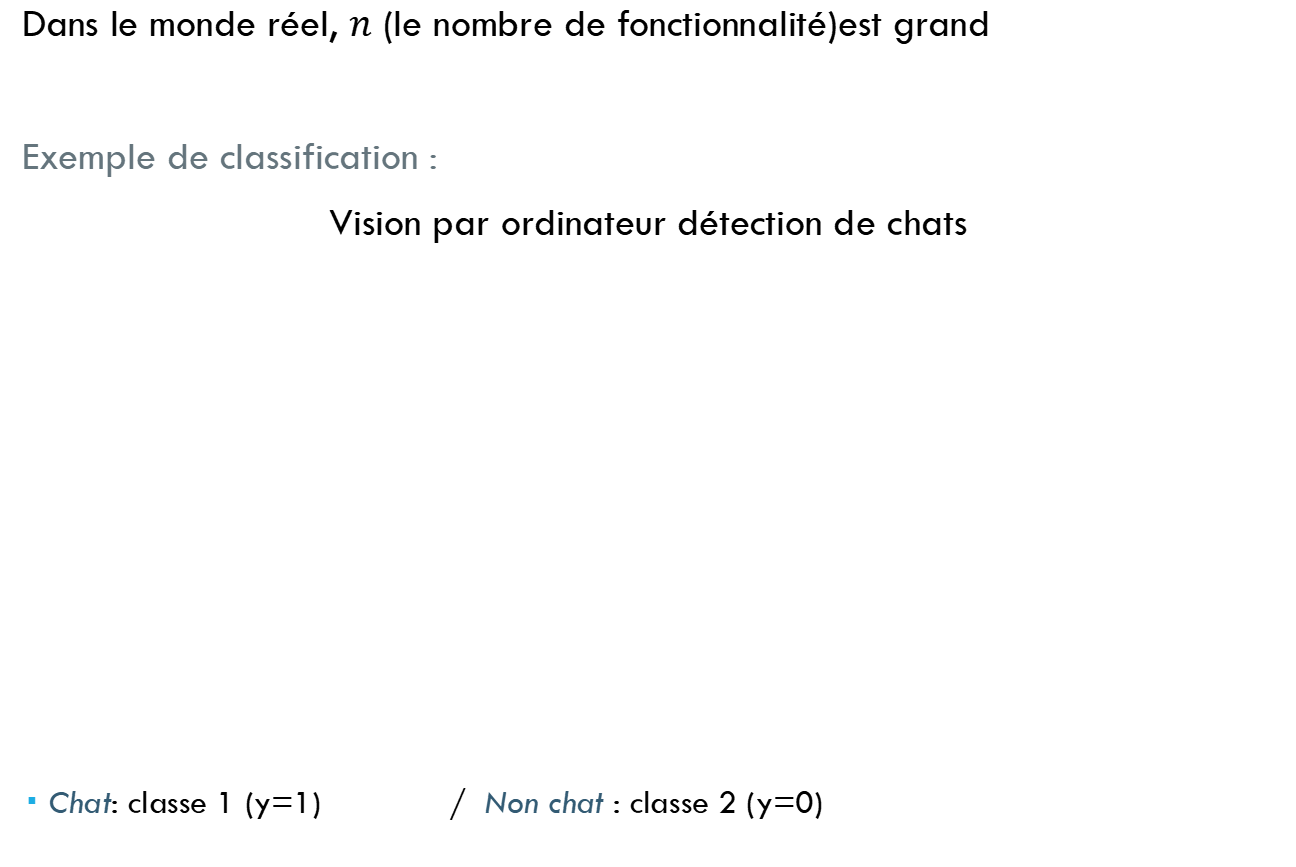 Dans le monde réel, n (le nombre de fonctionnalité)est grand
Exemple de classification :
Vision par ordinateur détection de chats
▪ Chat: classe 1 (y=1) / Non chat : classe 2 (y=0)